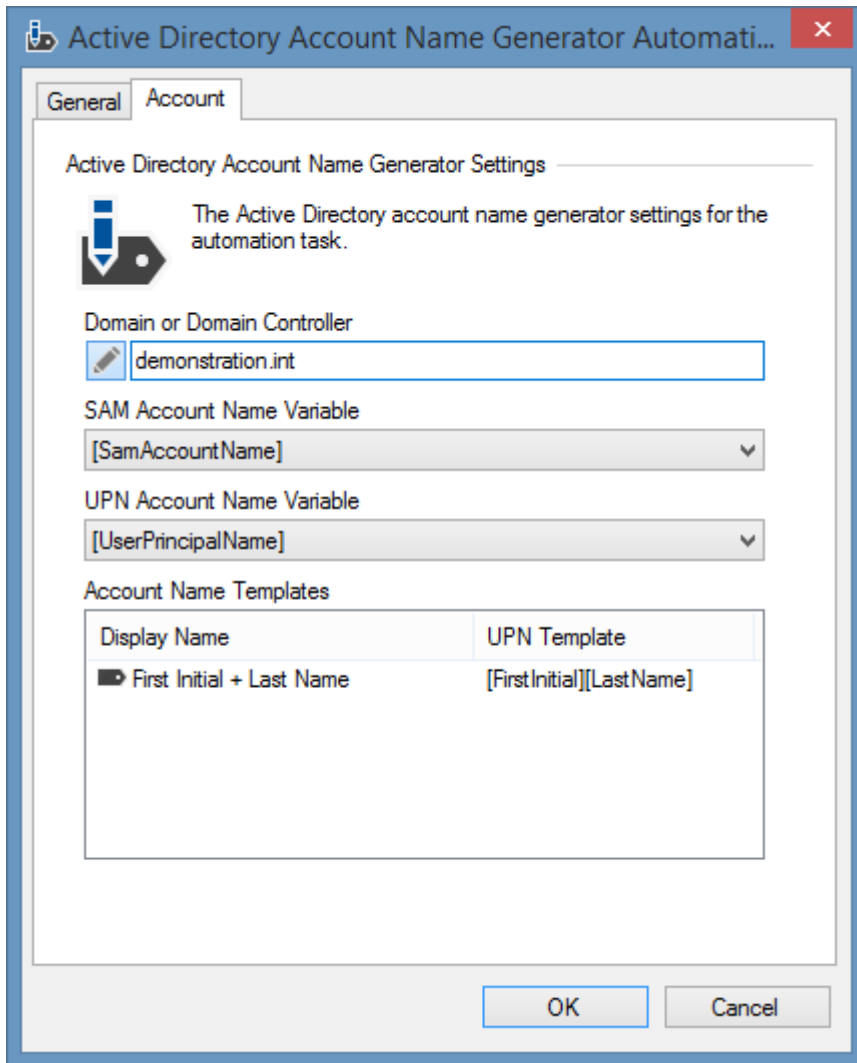 Active Directory Account Name Generator Automati...
General Account
Active Directory Account Name Generator Settings
The Active Directory account name generator settings for the
automation task.
Domain or Domain Controller
demonstration.int
SAM Account Name Variable
[SamAccountName]
UPN Account Name Variable
[UserPrincipalName]
Account Name Templates
Display Name UPN Template
First Initial + Last Name [FirstInitial][LastName]
OK Cancel